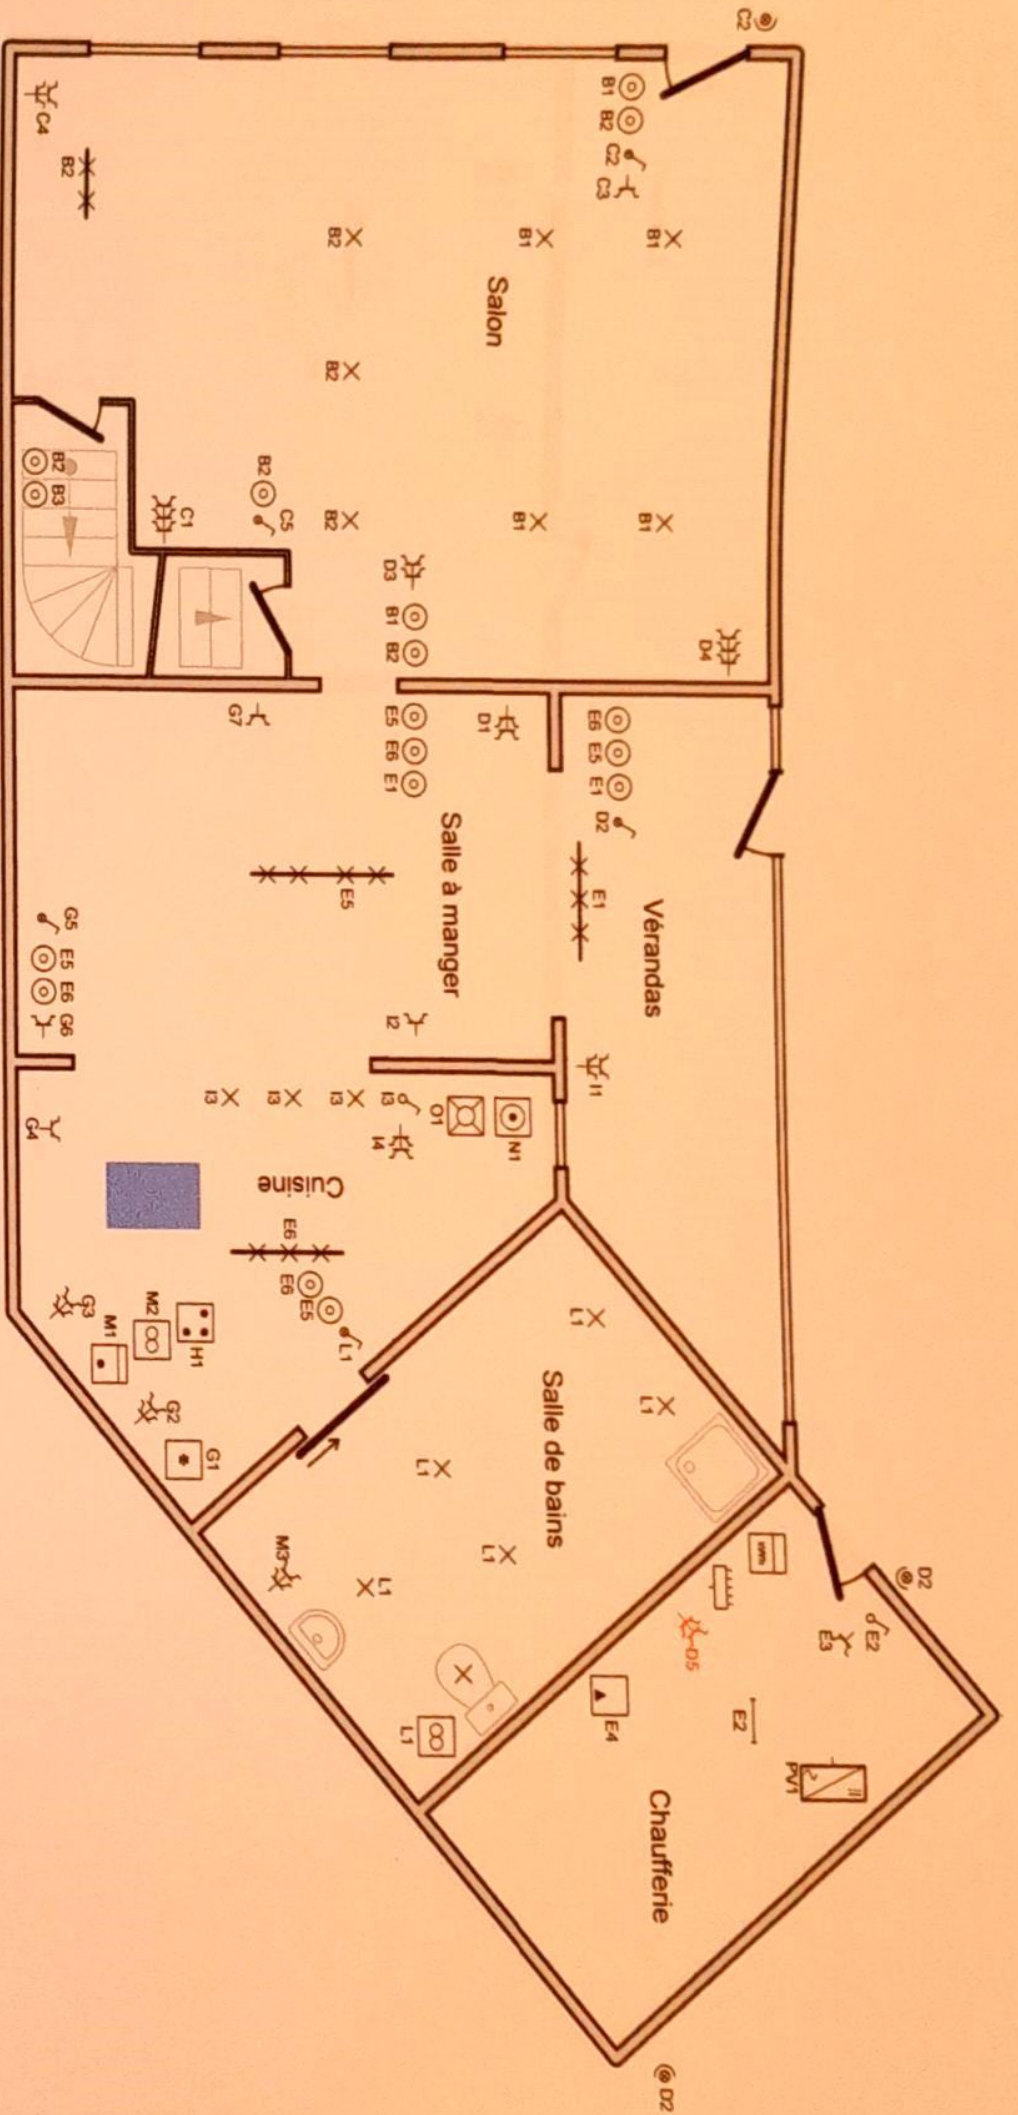 C2
B1
B2
C2
C3
C4
B2
B2
B1
B1
Salon
B2
B2
B3
C1
B2
C5
B2
B1
B1
D3
B1
B2
D4
G7
E5
E6
E1
D1
E6
E5
E1
D2
Salle à manger
E5
E1
Vérandas
G5
E5
E6
G6
I2
I1
G4
I3
I3
I3
I3
I4
O1
N1
Cuisine
E6
E6
E5
L1
G3
M1
M2
H1
G2
G1
L1
L1
Salle de bains
L1
L1
L1
M3
L1
kWh
D5
E4
D2
E2
E3
E2
PV1
Chaufferie
D2